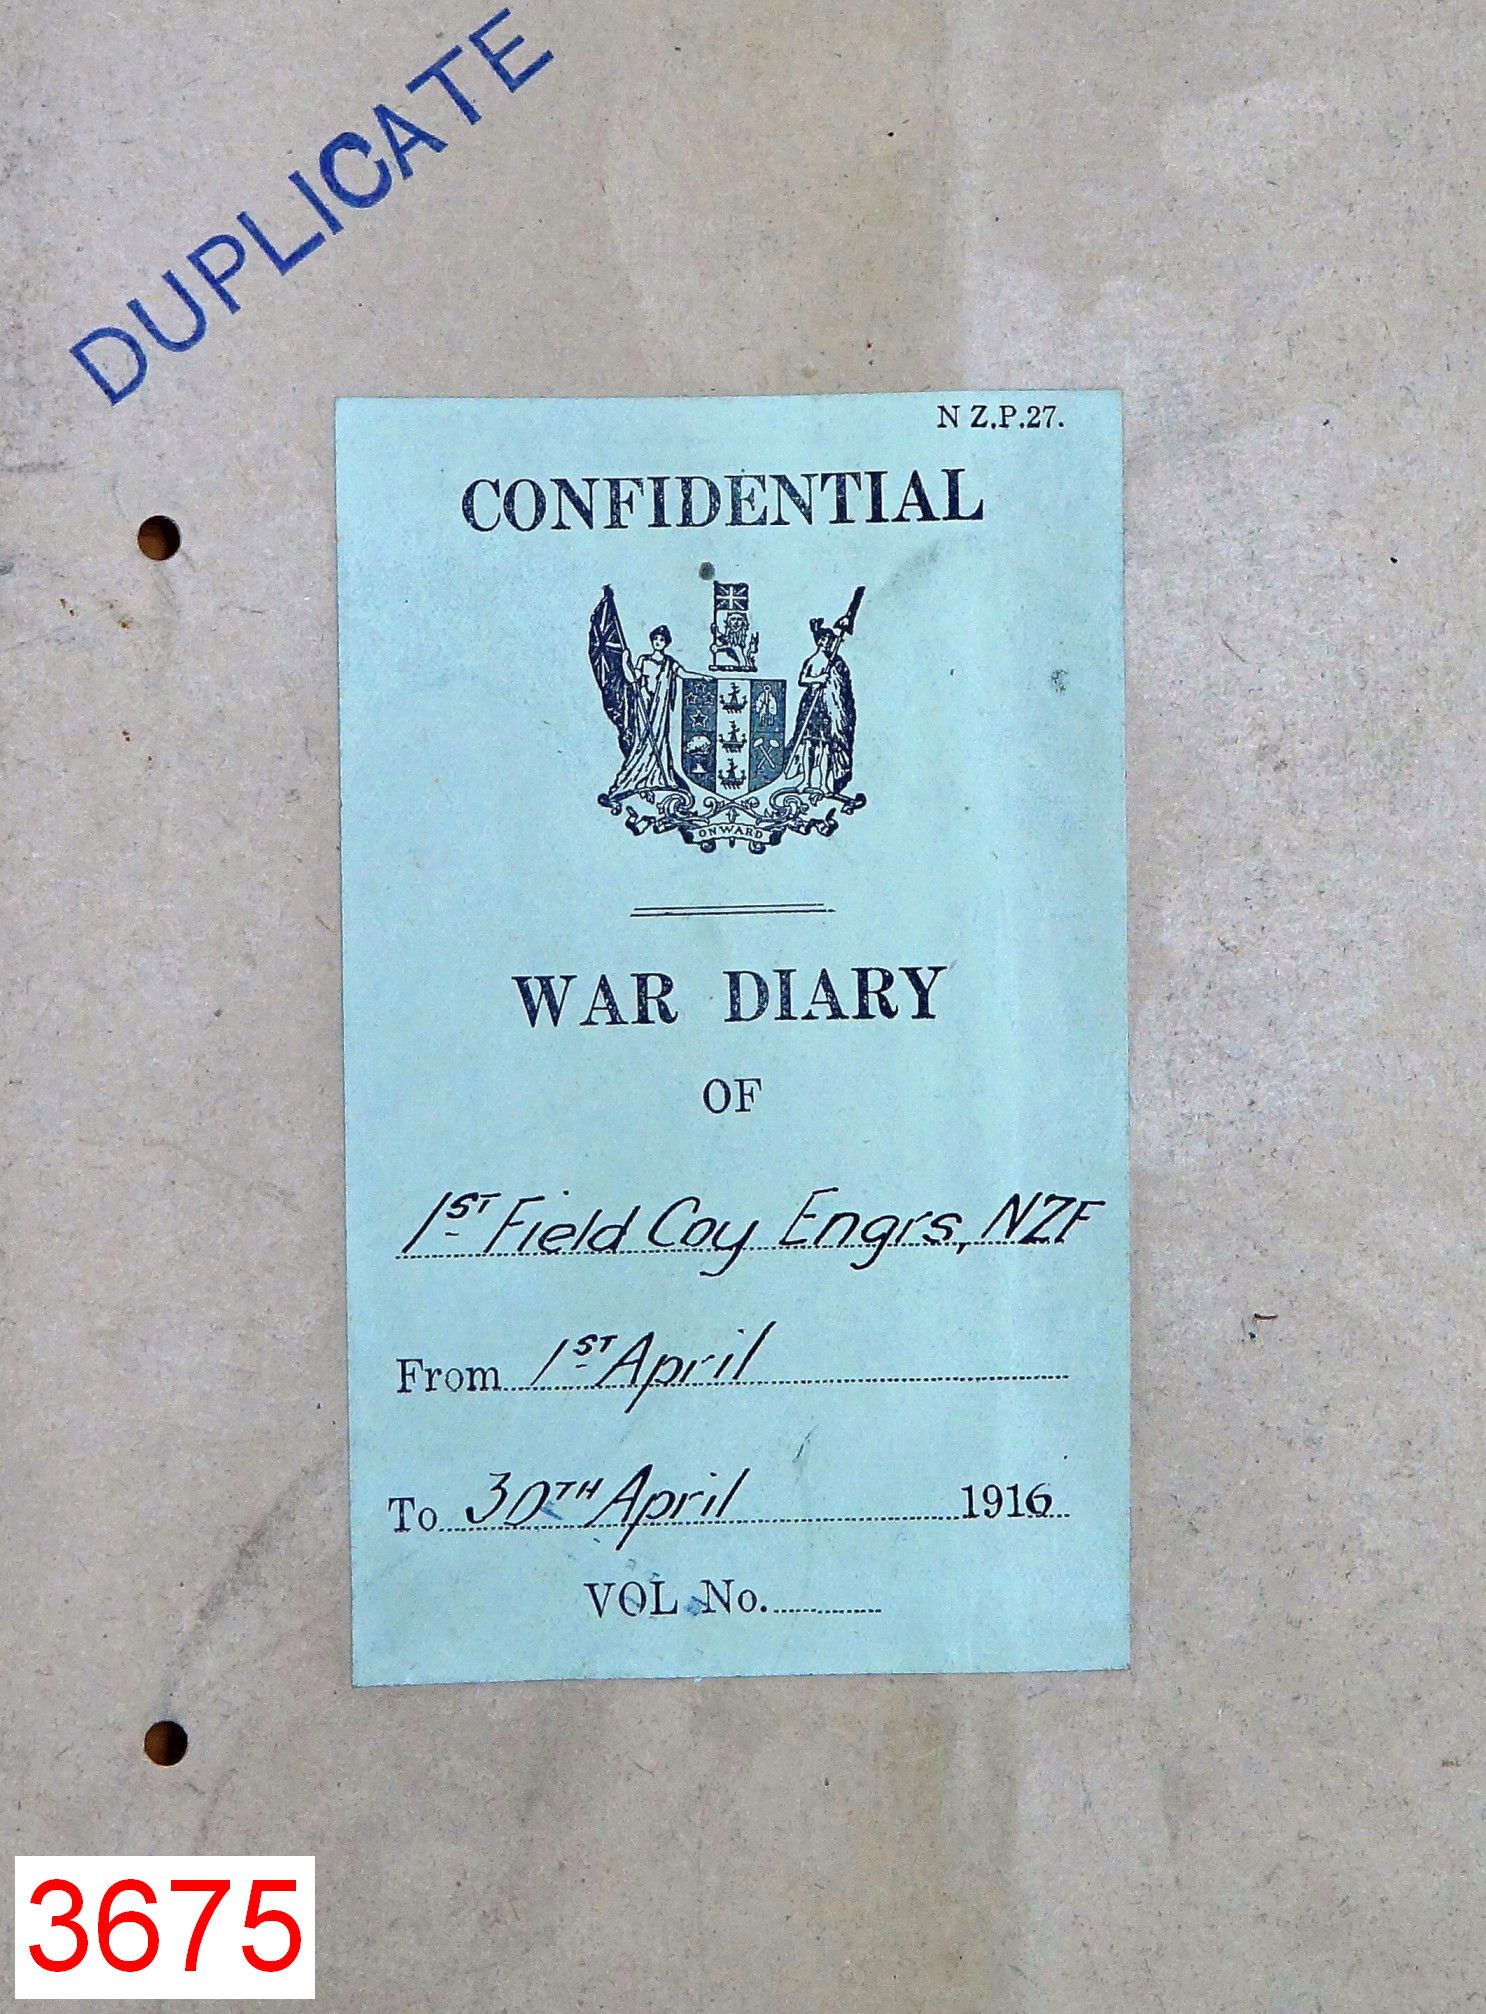 DUPLICATE
N Z.P.27.
CONFIDENTIAL
ONWARD
WAR DIARY
OF
1ST Field Coy Engrs, NZF
From 1ST April
To 30TH April 1916
VOL No.
3675